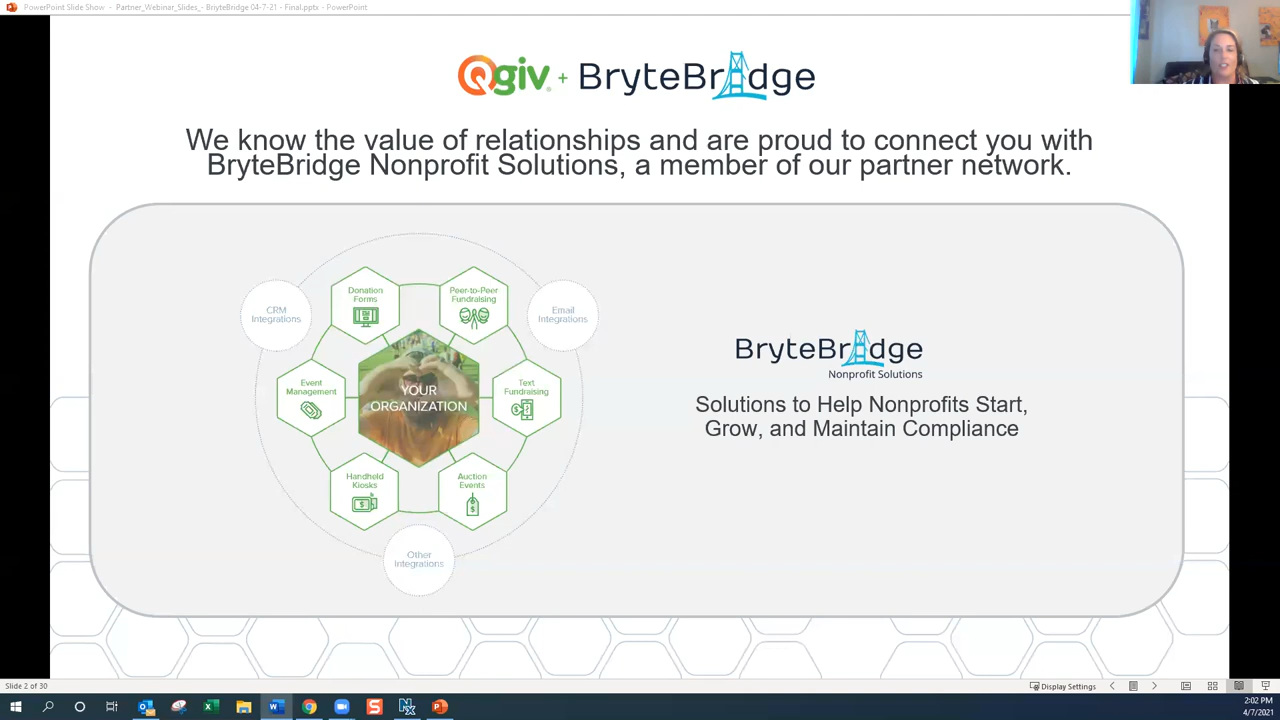 PowerPoint Slide Show - Partner_Webinar_Slides_- BryteBridge 04-7-21 - Final.pptx - PowerPoint
Qgiv + BryteBridge
We know the value of relationships and are proud to connect you with
BryteBridge Nonprofit Solutions, a member of our partner network.
CRM
Integrations
Donation
Forms
Peer-to-Peer
Fundraising
Email
Integrations
Event
Management
YOUR
ORGANIZATION
Text
Fundraising
Handheld
Kiosks
Auction
Events
Other
Integrations
BryteBridge
Nonprofit Solutions
Solutions to Help Nonprofits Start,
Grow, and Maintain Compliance
Slide 2 of 30
Display Settings
2:02 PM
4/7/2021